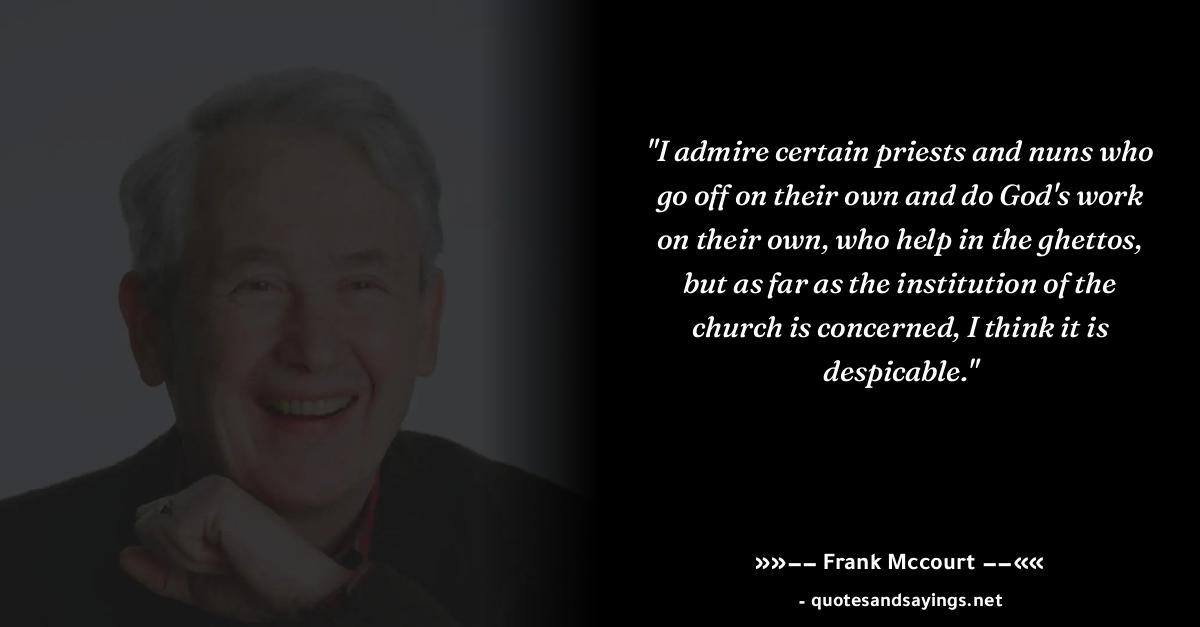 "I admire certain priests and nuns who
go off on their own and do God's work
on their own, who help in the ghettos,
but as far as the institution of the
church is concerned, I think it is
despicable."
»»−− Frank Mccourt −−««
- quotesandsayings.net